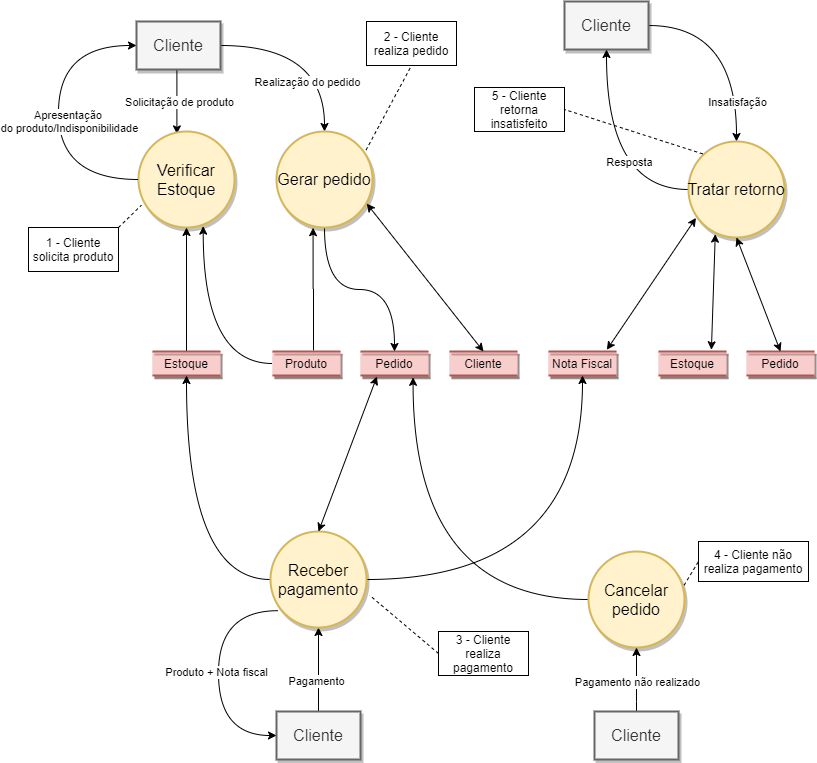 Cliente
Cliente
2 - Cliente
realiza pedido
1 - Cliente
solicita produto
5 - Cliente
retorna
insatisfeito
Realização do pedido
Solicitação de produto
Apresentação
do produto/Indisponibilidade
Insatisfação
Resposta
Verificar
Estoque
Gerar pedido
Tratar retorno
Estoque
Produto
Pedido
Cliente
Nota Fiscal
Estoque
Pedido
Receber
pagamento
Cancelar
pedido
4 - Cliente não
realiza pagamento
3 - Cliente
realiza
pagamento
Produto + Nota fiscal
Pagamento
Pagamento não realizado
Cliente
Cliente